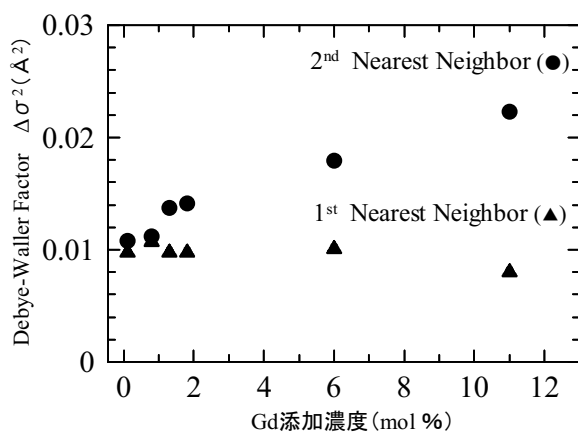 0.03
2nd Nearest Neighbor (●)
0.02
1st Nearest Neighbor (▲)
0.01
0
Debye-Waller Factor Δσ2(Å2)
0 2 4 6 8 10 12
Gd添加濃度(mol %)